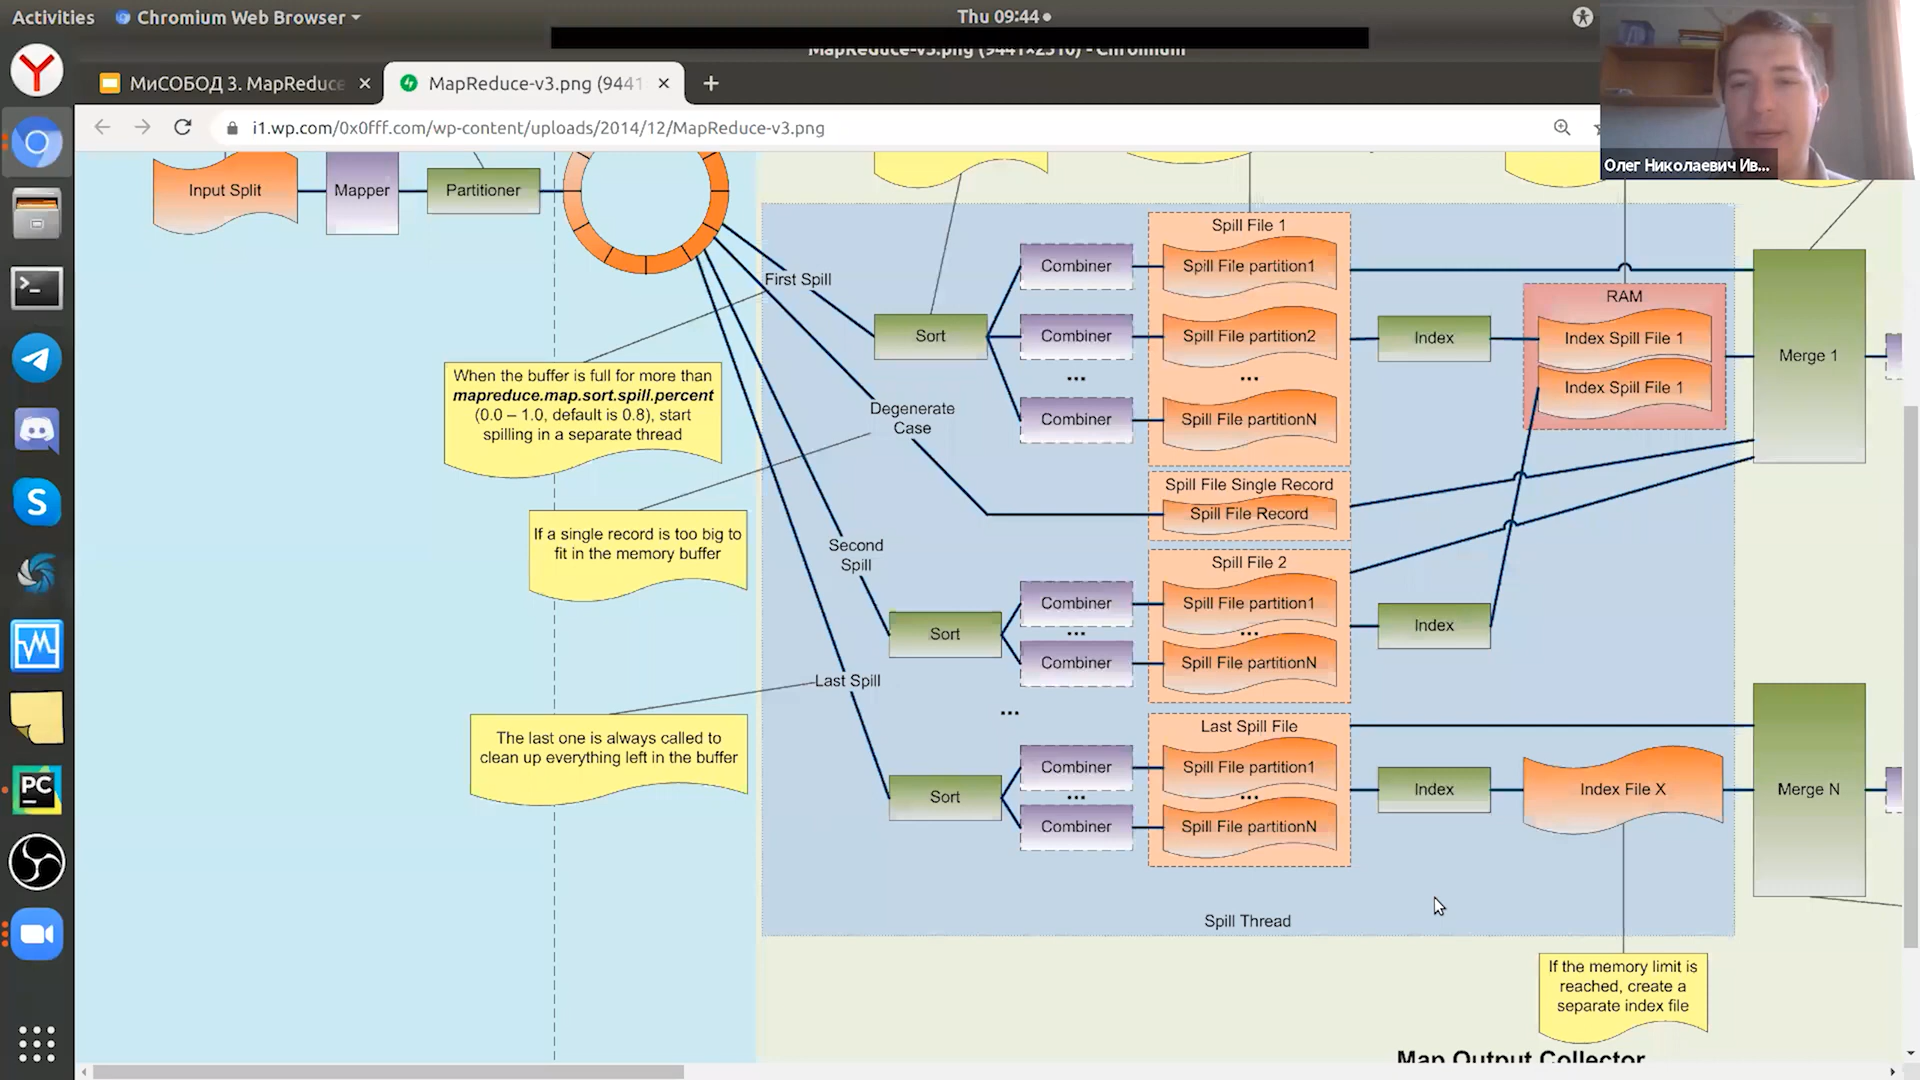 Activities
Chromium Web Browser
Thu 09:44
MapReduce-v3.png (9441×2510) - Chromium
МиСОБОД 3. MapReduce
MapReduce-v3.png (9441
i1.wp.com/0x0fff.com/wp-content/uploads/2014/12/MapReduce-v3.png
Олег Николаевич Ив...
Input Split
Mapper
Partitioner
First Spill
Sort
Combiner
Combiner
...
Combiner
Spill File 1
Spill File partition1
Spill File partition2
...
Spill File partitionN
Index
RAM
Index Spill File 1
Index Spill File 1
Merge 1
When the buffer is full for more than
mapreduce.map.sort.spill.percent
(0.0 – 1.0, default is 0.8), start
spilling in a separate thread
Degenerate
Case
Spill File Single Record
Spill File Record
If a single record is too big to
fit in the memory buffer
Second
Spill
Sort
Combiner
...
Combiner
Spill File 2
Spill File partition1
...
Spill File partitionN
Index
Last Spill
...
The last one is always called to
clean up everything left in the buffer
Sort
Combiner
...
Combiner
Last Spill File
Spill File partition1
...
Spill File partitionN
Index
Index File X
Merge N
Spill Thread
If the memory limit is
reached, create a
separate index file
Map Output Collector
PC